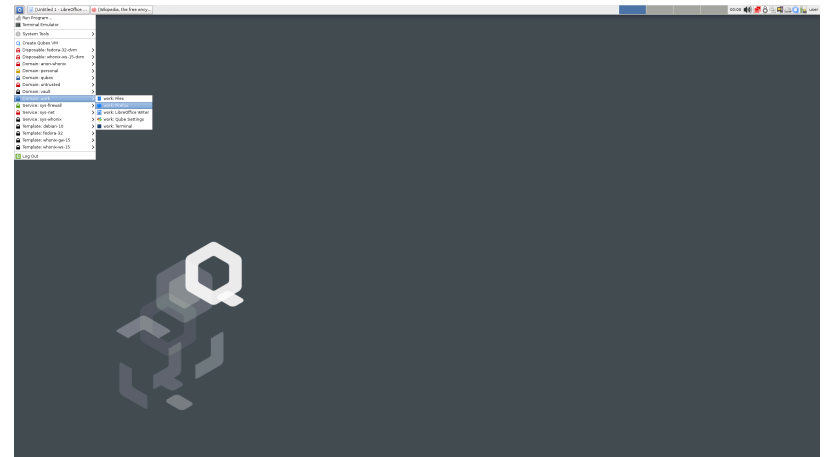 [Untitled 1 - LibreOffice ... [Wikipedia, the free ency... 00:00 user
Run Program...
Terminal Emulator
System Tools
Create Qubes VM
Disposable: fedora-32-dvm
Disposable: whonix-ws-15-dvm
Domain: anon-whonix
Domain: personal
Domain: qubes
Domain: untrusted
Domain: vault
Domain: work
work: Files
Service: sys-firewall
work: Firefox
Service: sys-net
work: LibreOffice Writer
Service: sys-whonix
work: Qube Settings
Template: debian-10
work: Terminal
Template: fedora-32
Template: whonix-gw-15
Template: whonix-ws-15
Log Out